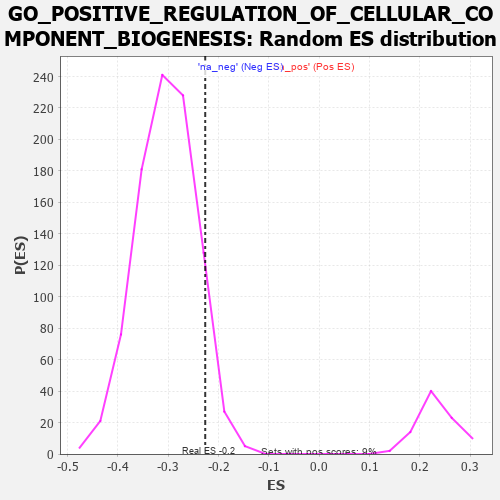 GO_POSITIVE_REGULATION_OF_CELLULAR_CO
MPONENT_BIOGENESIS: Random ES distribution
'na_neg' (Neg ES) _pos' (Pos ES)
240
220
200
180
160
140
120
100
80
60
40
20
0
P(ES)
Real ES -0.2
Sets with pos scores: 9%
-0.5 -0.4 -0.3 -0.2 -0.1 0.0 0.1 0.2 0.3
ES